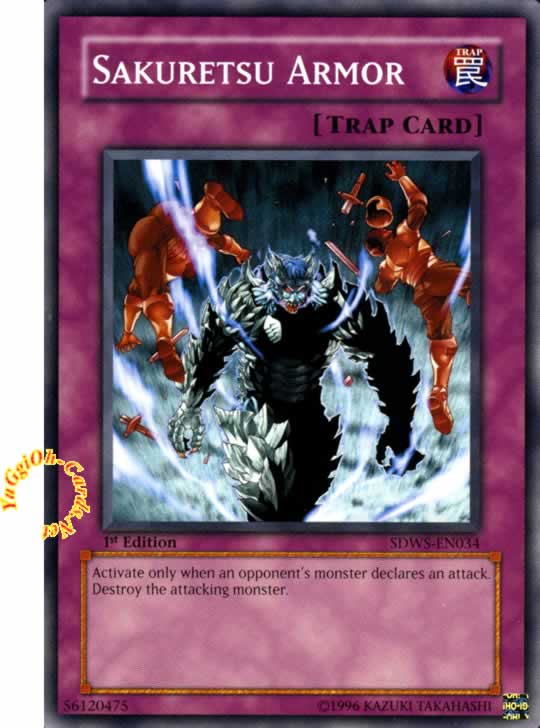 SAKURETSU ARMOR
TRAP
罠
[TRAP CARD]
YuGgiOh-Cards.Net
1st Edition
SDWS-EN034
Activate only when an opponent's monster declares an attack.
Destroy the attacking monster.
56120475
©1996 KAZUKI TAKAHASHI